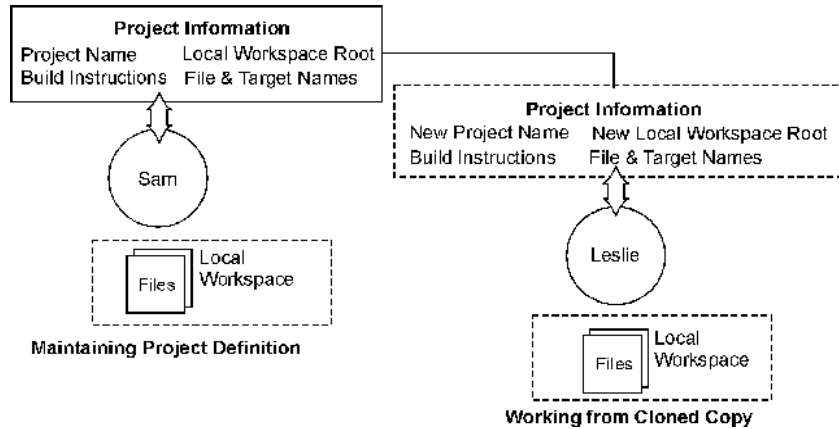 Project Information
Project Name Local Workspace Root
Build Instructions File & Target Names
Sam
Files
Local
Workspace
Maintaining Project Definition
Project Information
New Project Name New Local Workspace Root
Build Instructions File & Target Names
Leslie
Files
Local
Workspace
Working from Cloned Copy